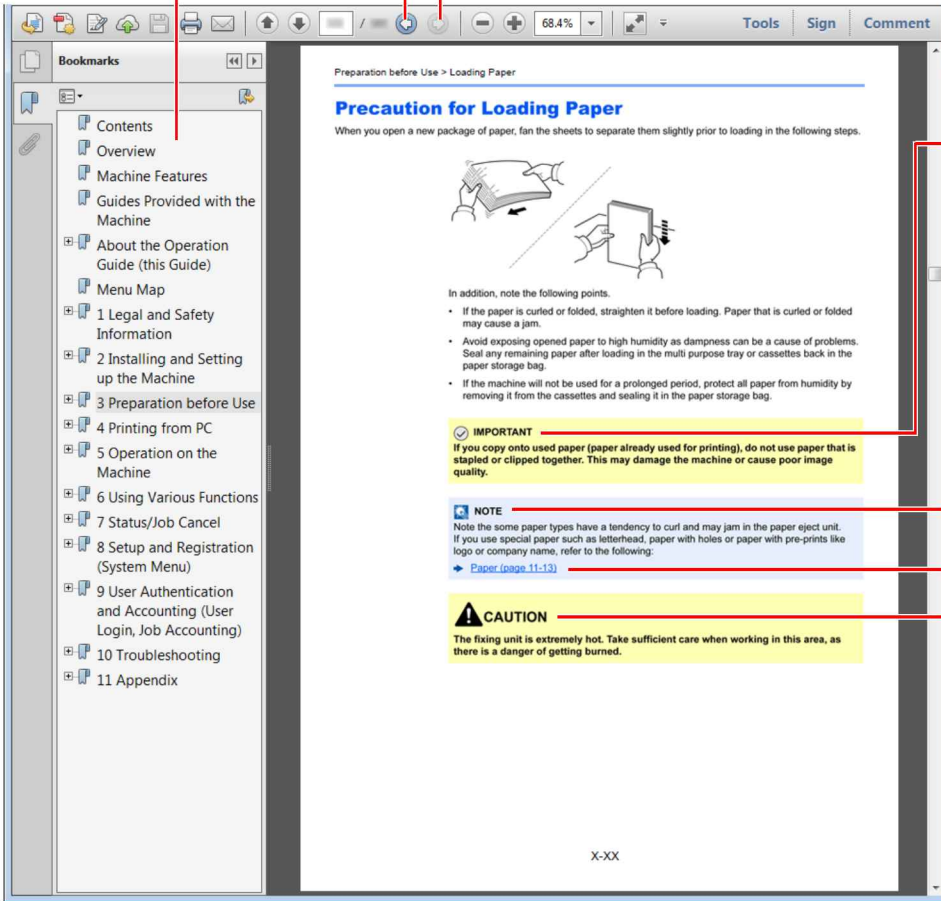 /
68.4%
Tools
Sign
Comment
Bookmarks
Contents
Overview
Machine Features
Guides Provided with the
Machine
About the Operation
Guide (this Guide)
Menu Map
1 Legal and Safety
Information
2 Installing and Setting
up the Machine
3 Preparation before Use
4 Printing from PC
5 Operation on the
Machine
6 Using Various Functions
7 Status/Job Cancel
8 Setup and Registration
(System Menu)
9 User Authentication
and Accounting (User
Login, Job Accounting)
10 Troubleshooting
11 Appendix
Preparation before Use > Loading Paper
Precaution for Loading Paper
When you open a new package of paper, fan the sheets to separate them slightly prior to loading in the following steps.
In addition, note the following points.
• If the paper is curled or folded, straighten it before loading. Paper that is curled or folded
may cause a jam.
• Avoid exposing opened paper to high humidity as dampness can be a cause of problems.
Seal any remaining paper after loading in the multi purpose tray or cassettes back in the
paper storage bag.
• If the machine will not be used for a prolonged period, protect all paper from humidity by
removing it from the cassettes and sealing it in the paper storage bag.
IMPORTANT
If you copy onto used paper (paper already used for printing), do not use paper that is
stapled or clipped together. This may damage the machine or cause poor image
quality.
NOTE
Note the some paper types have a tendency to curl and may jam in the paper eject unit.
If you use special paper such as letterhead, paper with holes or paper with pre-prints like
logo or company name, refer to the following:
Paper (page 11-13)
CAUTION
The fixing unit is extremely hot. Take sufficient care when working in this area, as
there is a danger of getting burned.
X-XX